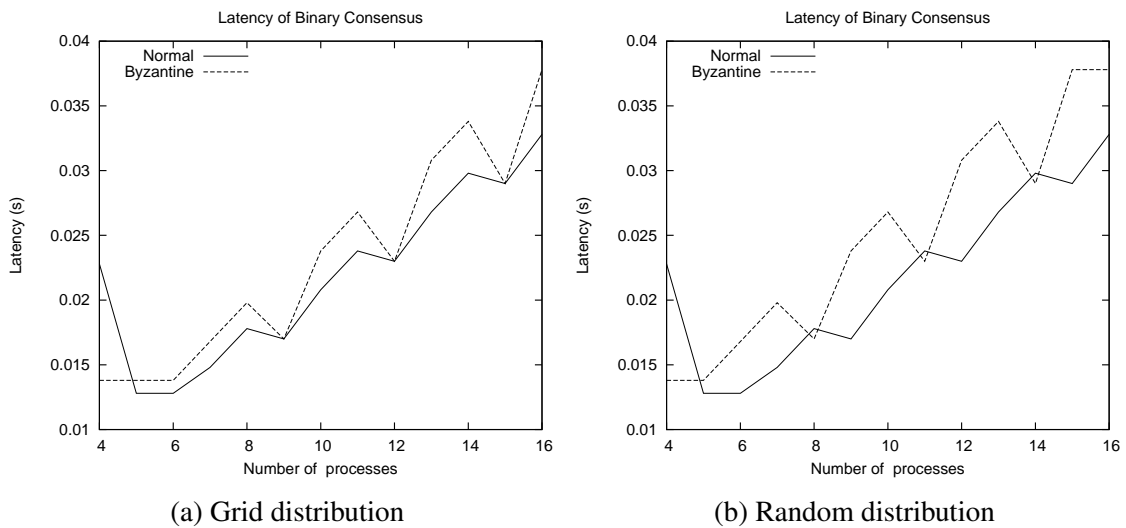 Latency of Binary Consensus
0.04
Normal
Byzantine
0.035
0.03
Latency (s)
0.025
0.02
0.015
0.01
4 6 8 10 12 14 16
Number of processes
(a) Grid distribution
Latency of Binary Consensus
0.04
Normal
Byzantine
0.035
0.03
Latency (s)
0.025
0.02
0.015
0.01
4 6 8 10 12 14 16
Number of processes
(b) Random distribution